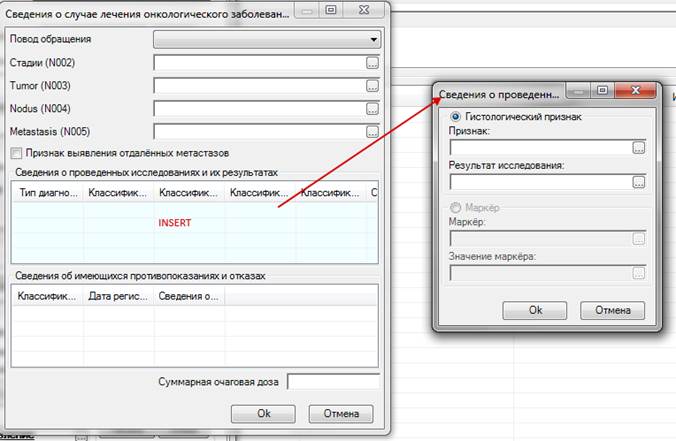 Сведения о случае лечения онкологического заболеван...
Повод обращения
Стадии (N002)
Tumor (N003)
Nodus (N004)
Metastasis (N005)
Признак выявления отдалённых метастазов
Сведения о проведенных исследованиях и их результатах
Тип диагно... Классифик... Классифик... Классифик... Классифик... С
INSERT
Сведения об имеющихся противопоказаниях и отказах
Классифик... Дата регис... Сведения о...
Суммарная очаговая доза
Ok Отмена
Сведения о проведенн...
Гистологический признак
Признак:
Результат исследования:
Маркёр
Маркёр:
Значение маркёра:
Ok Отмена